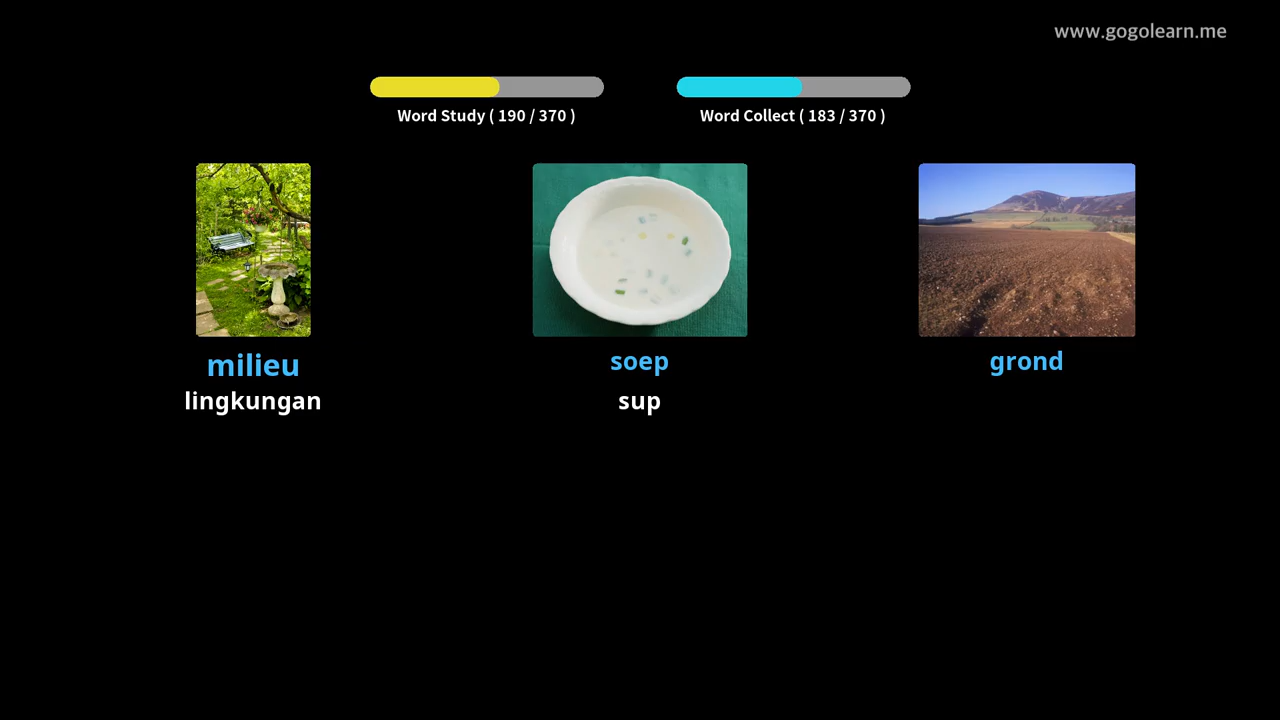 www.gogolearn.me
Word Study ( 190 / 370 )
Word Collect ( 183 / 370 )
milieu
lingkungan
soep
sup
grond